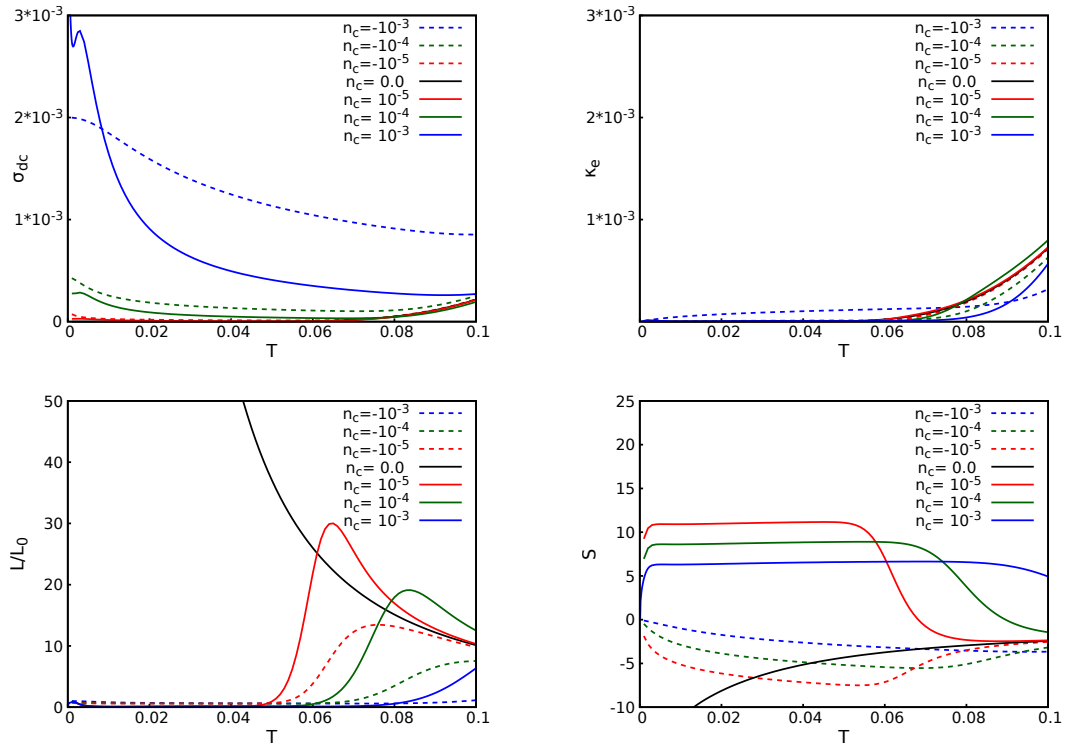 3*10⁻³
2*10⁻³
1*10⁻³
0
σ_dc
0.02
0.04
0.06
0.08
0.1
T
n_c=-10⁻³
n_c=-10⁻⁴
n_c=-10⁻⁵
n_c= 0.0
n_c= 10⁻⁵
n_c= 10⁻⁴
n_c= 10⁻³
3*10⁻³
2*10⁻³
1*10⁻³
0
κ_e
0.02
0.04
0.06
0.08
0.1
T
n_c=-10⁻³
n_c=-10⁻⁴
n_c=-10⁻⁵
n_c= 0.0
n_c= 10⁻⁵
n_c= 10⁻⁴
n_c= 10⁻³
50
40
30
20
10
0
L/L₀
0
0.02
0.04
0.06
0.08
0.1
T
n_c=-10⁻³
n_c=-10⁻⁴
n_c=-10⁻⁵
n_c= 0.0
n_c= 10⁻⁵
n_c= 10⁻⁴
n_c= 10⁻³
25
20
15
10
5
0
-5
-10
S
0
0.02
0.04
0.06
0.08
0.1
T
n_c=-10⁻³
n_c=-10⁻⁴
n_c=-10⁻⁵
n_c= 0.0
n_c= 10⁻⁵
n_c= 10⁻⁴
n_c= 10⁻³